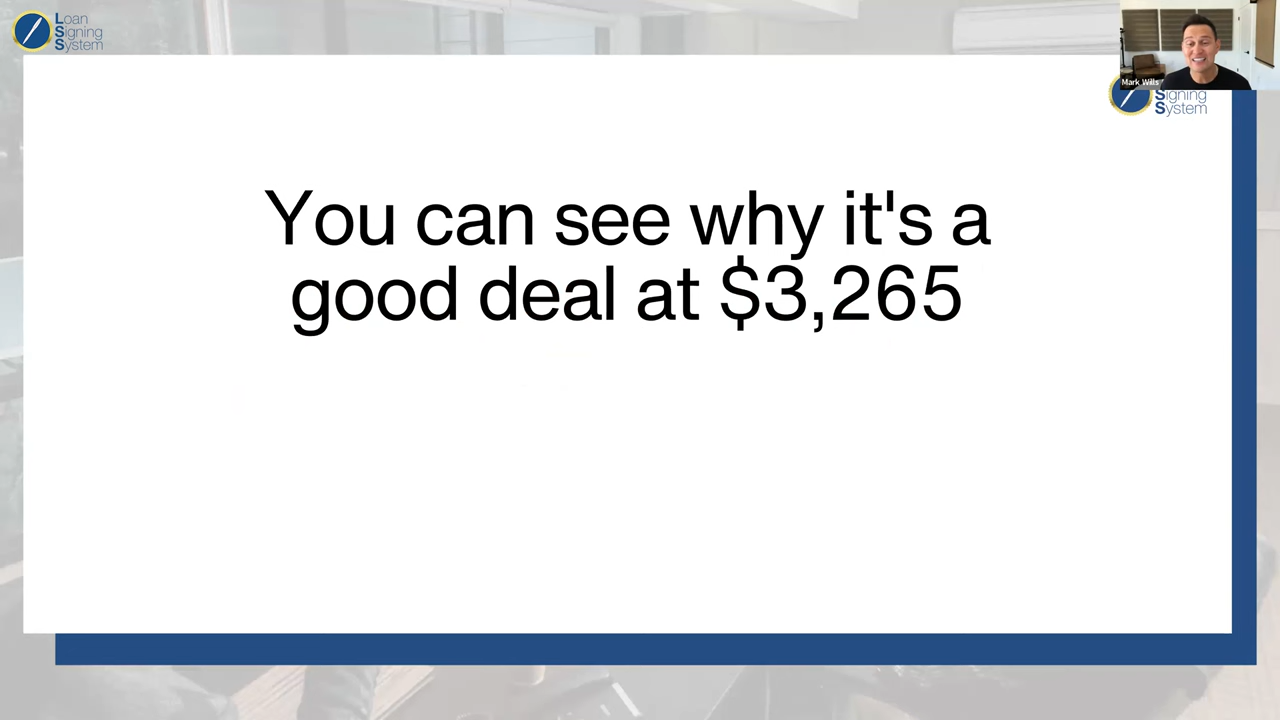 Loan
Signing
System
Mark Wills
Signing
System
You can see why it's a
good deal at $3,265